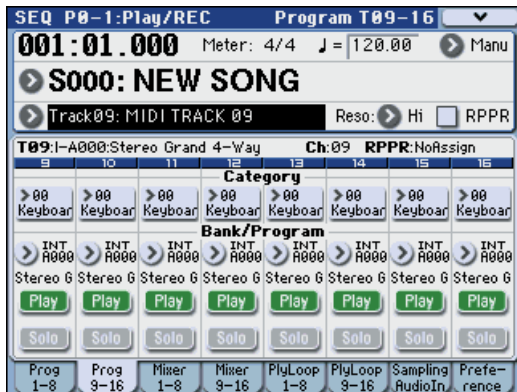 SEQ P0-1:Play/REC Program T09-16
001:01.000 Meter: 4/4 ♩= 120.00 Manu
S000: NEW SONG
Track09: MIDI TRACK 09 Reso: Hi RPPR
T09:I-A000:Stereo Grand 4-Way Ch:09 RPPR:NoAssign
9 10 11 12 13 14 15 16
Category
>00 >00 >00 >00 >00 >00 >00 >00
Keyboar Keyboar Keyboar Keyboar Keyboar Keyboar Keyboar Keyboar
Bank/Program
INT INT INT INT INT INT INT INT
A000 A000 A000 A000 A000 A000 A000 A000
Stereo G Stereo G Stereo G Stereo G Stereo G Stereo G Stereo G Stereo G
Play Play Play Play Play Play Play Play
Solo Solo Solo Solo Solo Solo Solo Solo
Prog Prog Mixer Mixer PlyLoop PlyLoop Sampling Prefe-
1-8 9-16 1-8 9-16 1-8 9-16 AudioIn rence